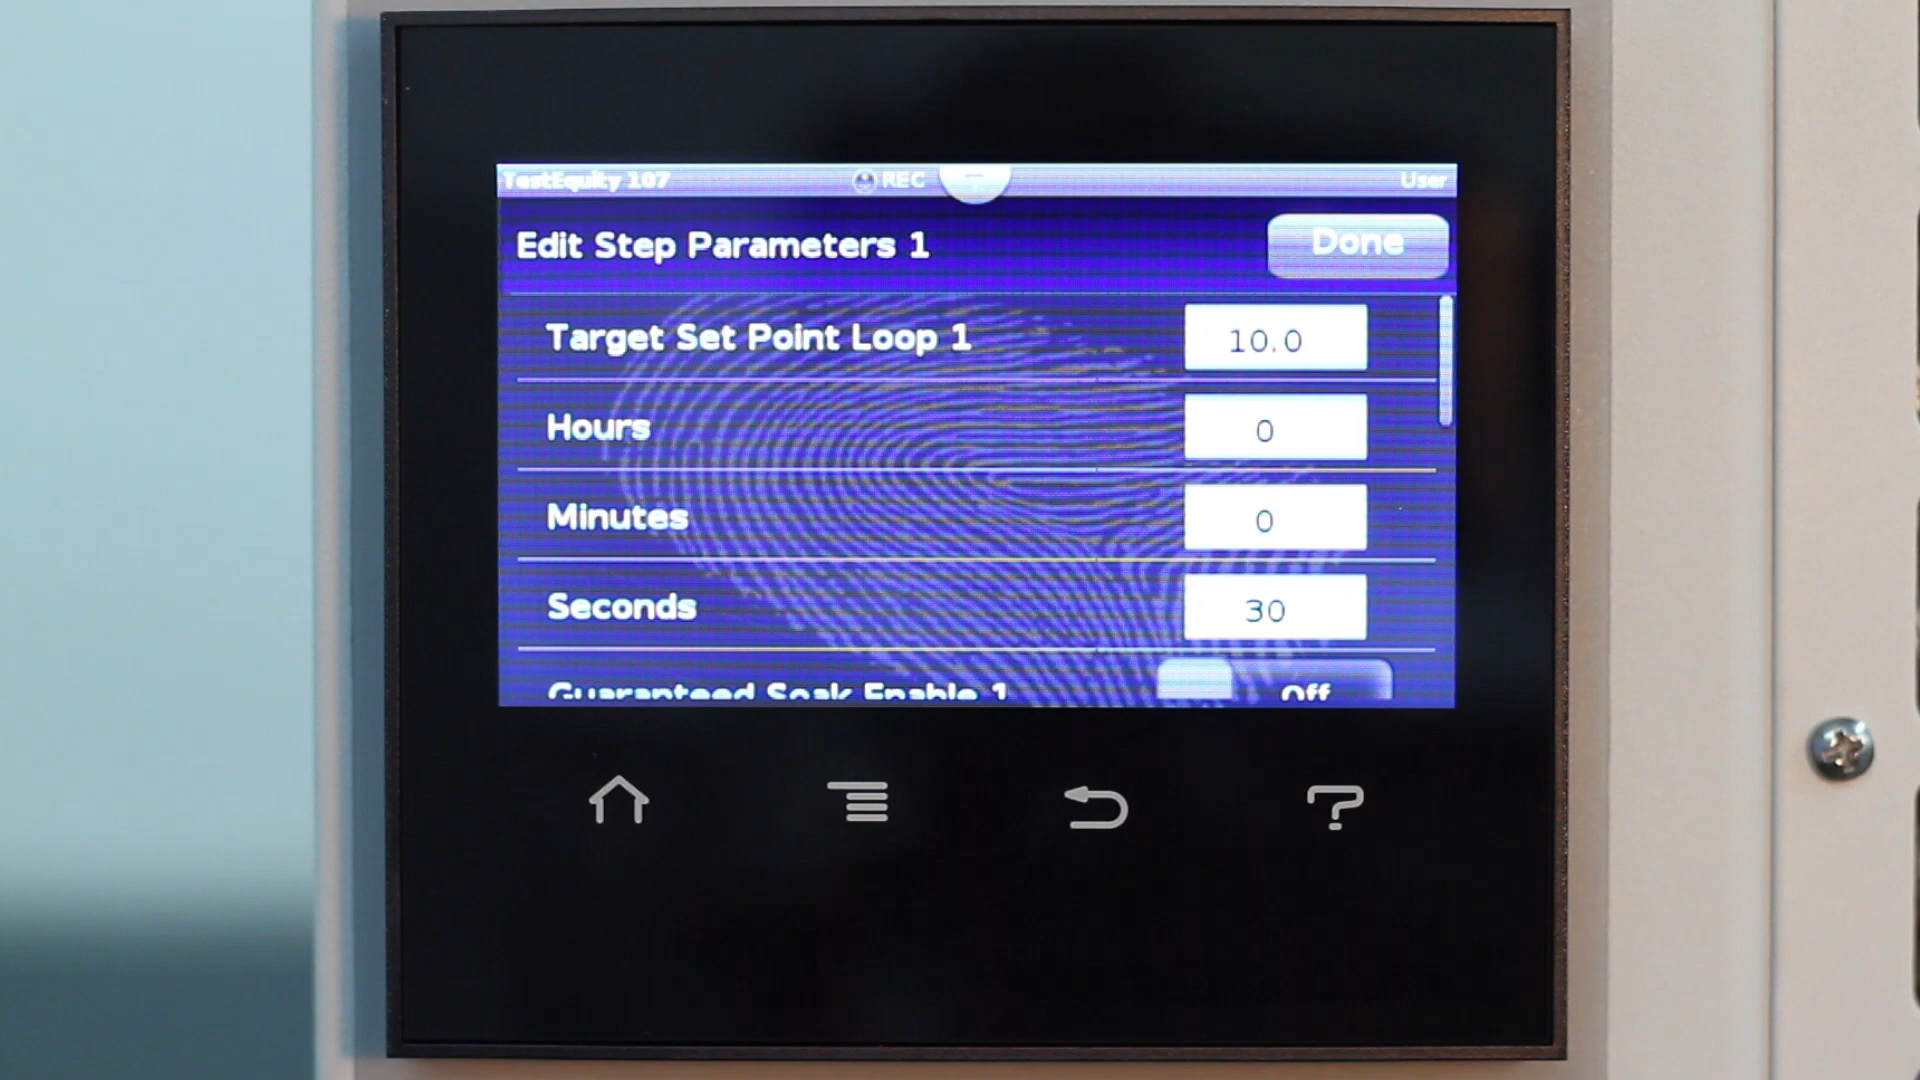 TestEquity 107 REC User
Edit Step Parameters 1 Done
Target Set Point Loop 1 10.0
Hours 0
Minutes 0
Seconds 30
Guaranteed Soak Enable 1 Off